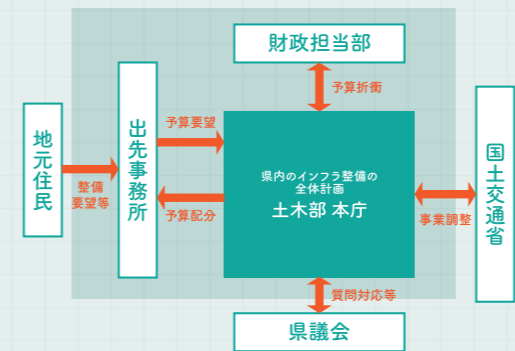 財政担当部
予算折衝
地元住民
整備
要望等
出先事務所
予算要望
予算配分
県内のインフラ整備の
全体計画
土木部 本庁
事業調整
国土交通省
質問対応等
県議会